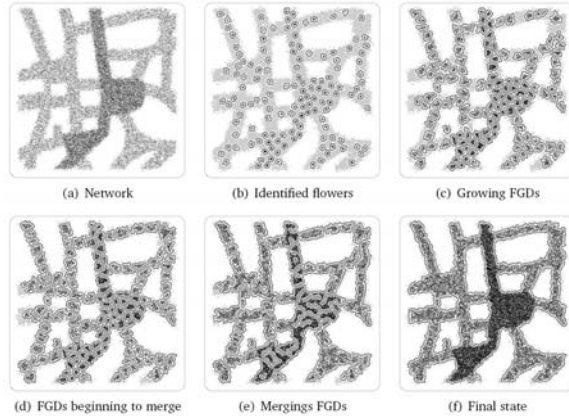 (a) Network
(b) Identified flowers
(c) Growing FGDs
(d) FGDs beginning to merge
(e) Mergings FGDs
(f) Final state